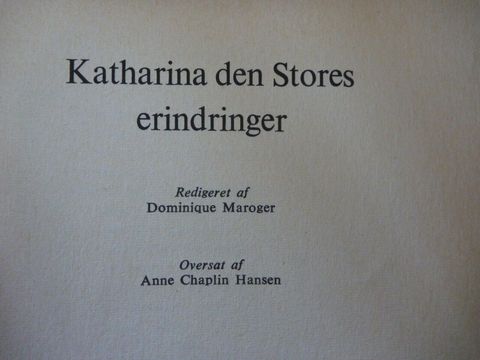 Katharina den Stores
erindringer
Redigeret af
Dominique Maroger
Oversat af
Anne Chaplin Hansen